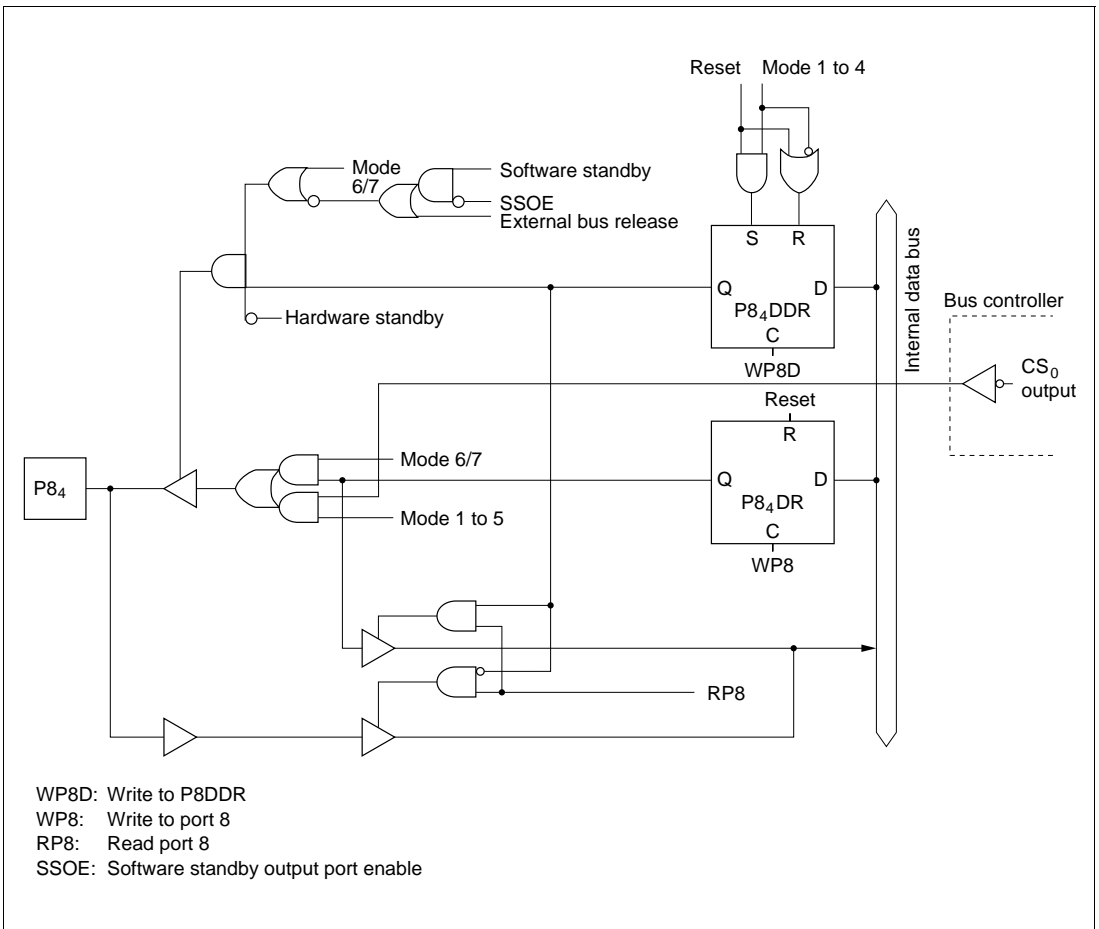 Reset Mode 1 to 4
Mode
6/7
Software standby
SSOE
External bus release
S R
Q D
P8₄DDR
C
WP8D
Hardware standby
Internal data bus
Bus controller
CS₀
output
Reset
R
Q D
P8₄DR
C
WP8
Mode 6/7
P8₄
Mode 1 to 5
RP8
WP8D: Write to P8DDR
WP8: Write to port 8
RP8: Read port 8
SSOE: Software standby output port enable